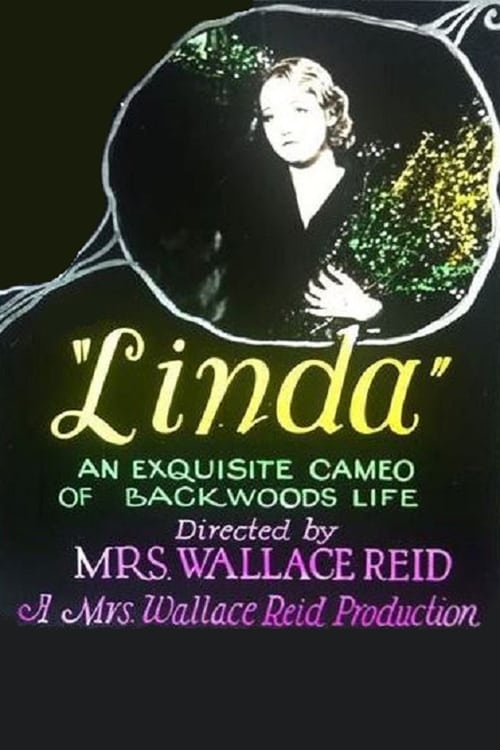 "Linda"
AN EXQUISITE CAMEO
OF BACKWOODS LIFE
Directed by
MRS. WALLACE REID
A Mrs. Wallace Reid Production